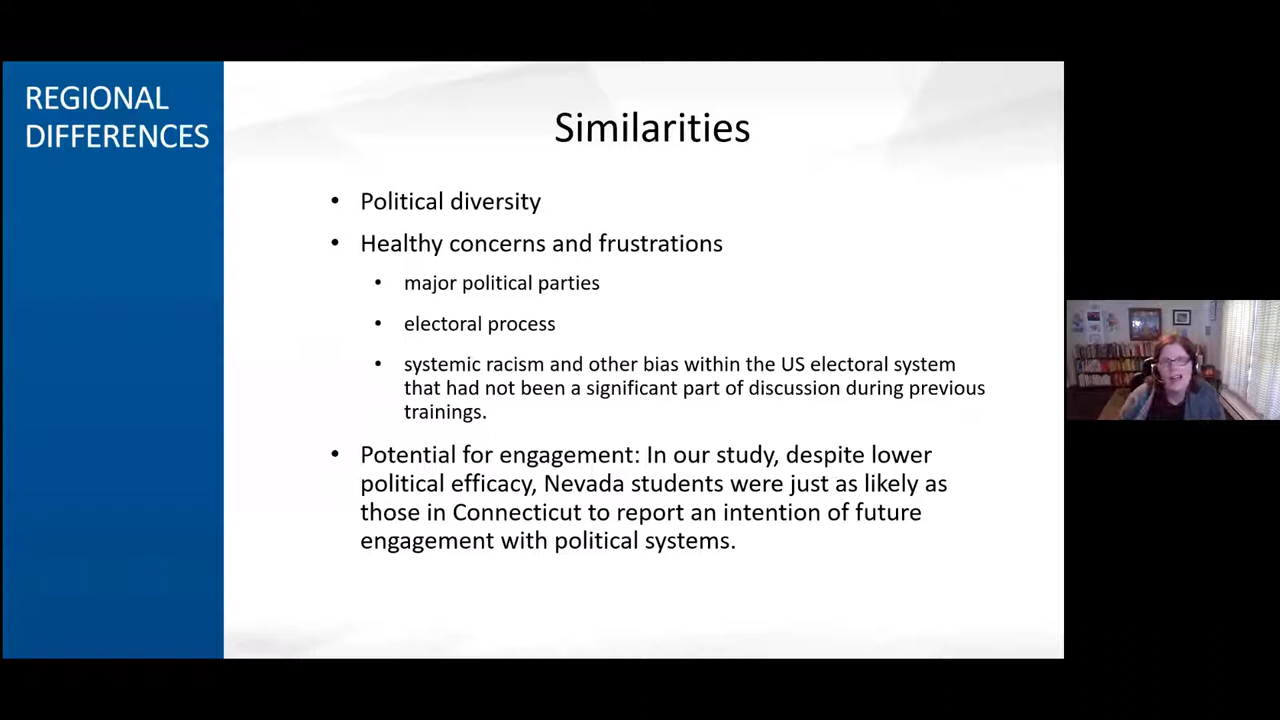 REGIONAL
DIFFERENCES
Similarities
• Political diversity
• Healthy concerns and frustrations
• major political parties
• electoral process
• systemic racism and other bias within the US electoral system
that had not been a significant part of discussion during previous
trainings.
• Potential for engagement: In our study, despite lower
political efficacy, Nevada students were just as likely as
those in Connecticut to report an intention of future
engagement with political systems.